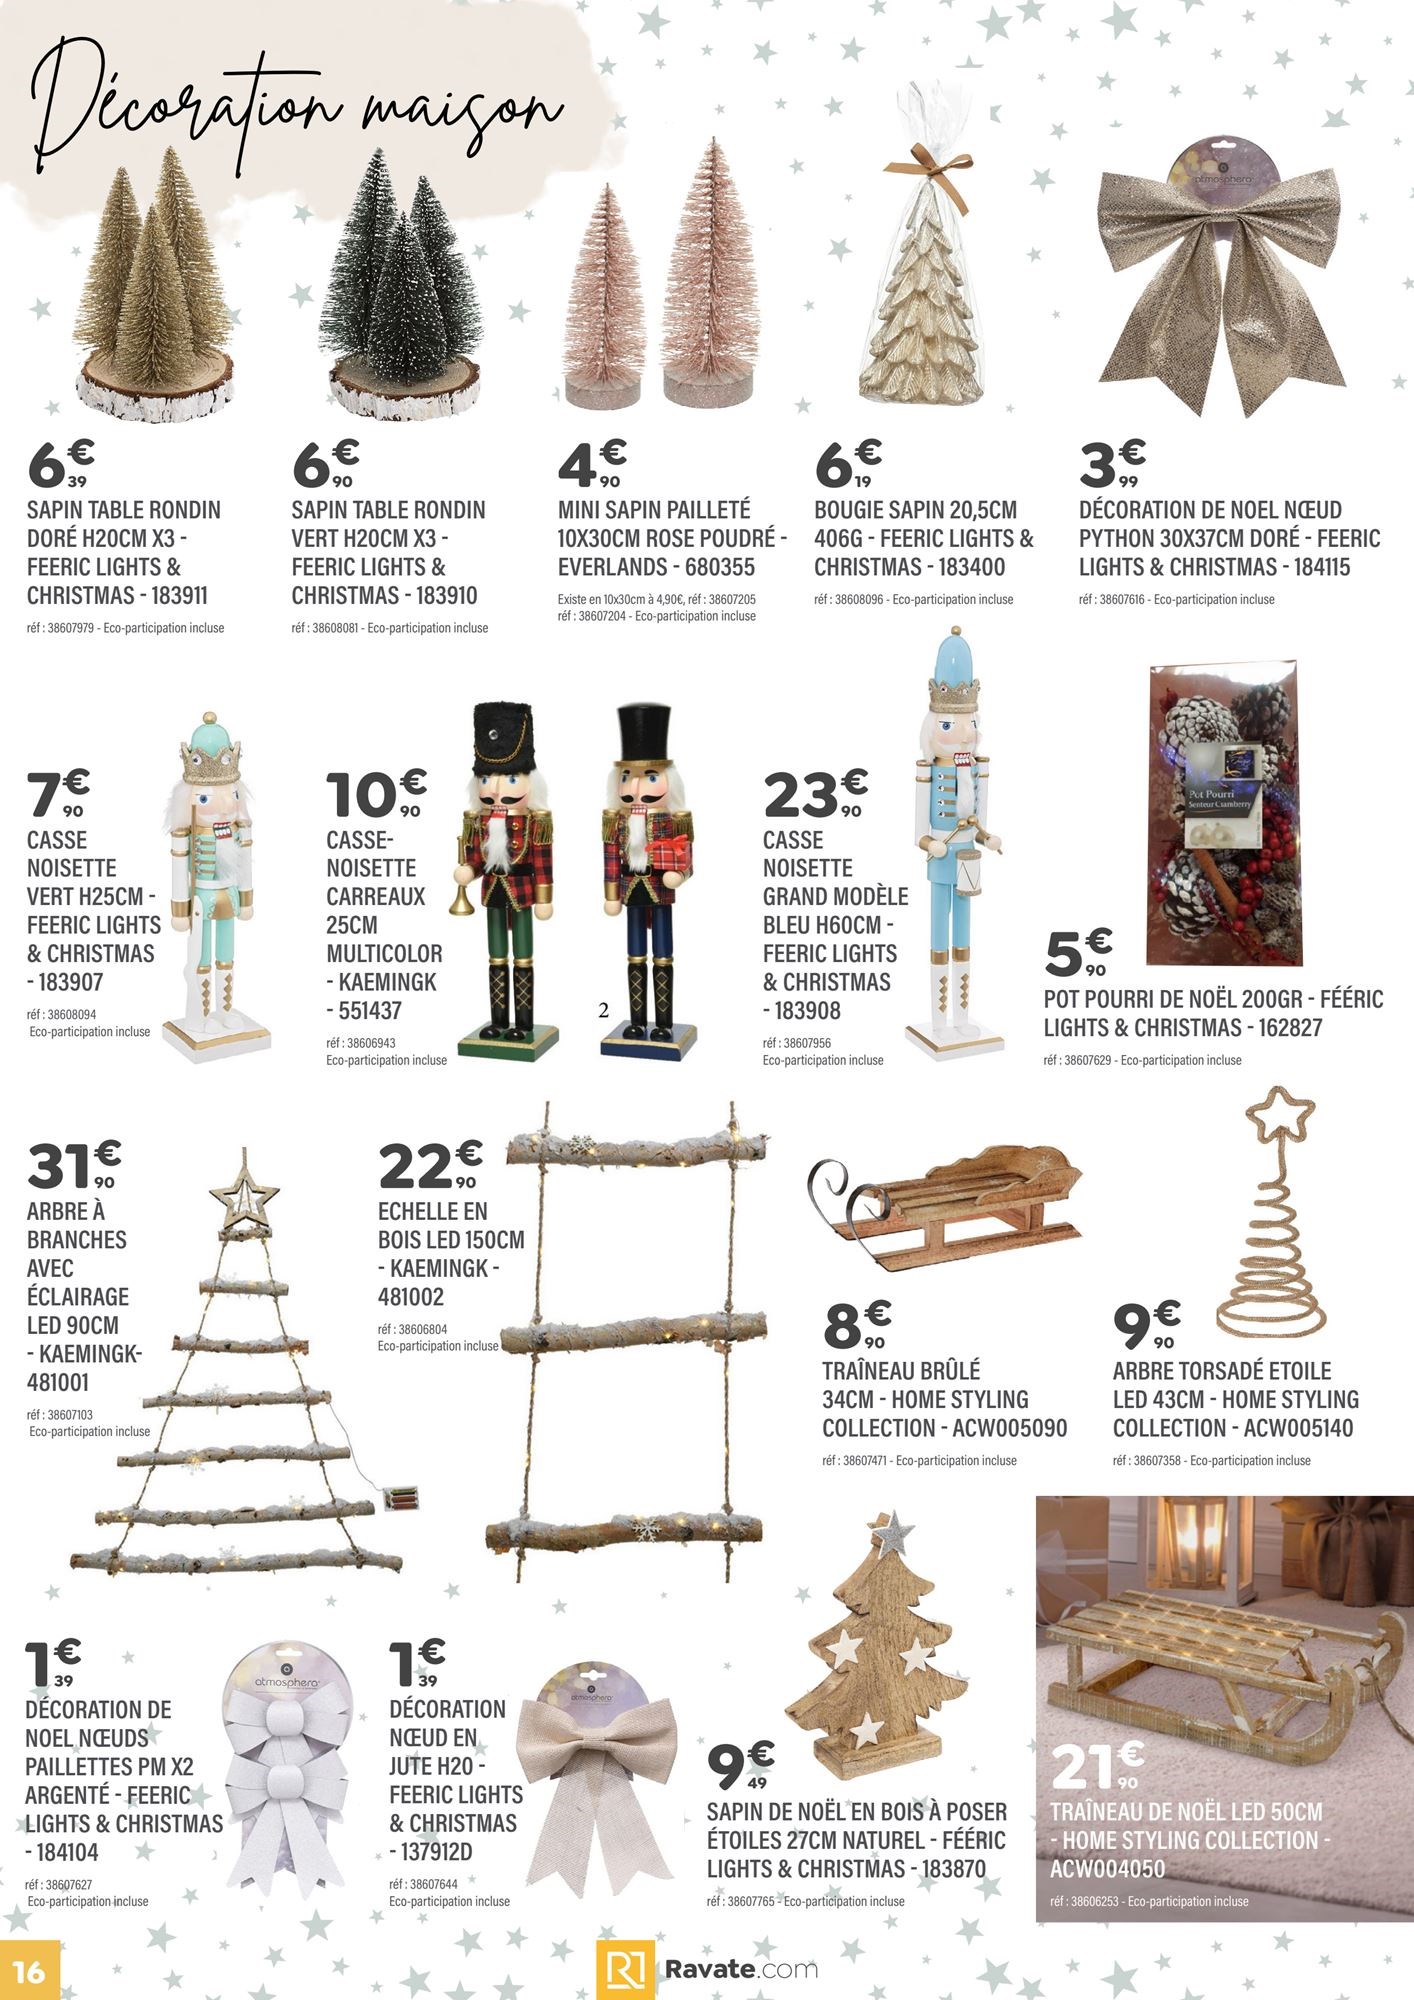 Décoration maison
atmosphera
6€39
SAPIN TABLE RONDIN
DORÉ H20CM X3 -
FEERIC LIGHTS &
CHRISTMAS - 183911
réf : 38607979 - Eco-participation incluse
6€90
SAPIN TABLE RONDIN
VERT H20CM X3 -
FEERIC LIGHTS &
CHRISTMAS - 183910
réf : 38608081 - Eco-participation incluse
4€90
MINI SAPIN PAILLETÉ
10X30CM ROSE POUDRÉ -
EVERLANDS - 680355
Existe en 10x30cm à 4,90€, réf : 38607205
réf : 38607204 - Eco-participation incluse
6€19
BOUGIE SAPIN 20,5CM
406G - FEERIC LIGHTS &
CHRISTMAS - 183400
réf : 38608096 - Eco-participation incluse
3€99
DÉCORATION DE NOEL NŒUD
PYTHON 30X37CM DORÉ - FEERIC
LIGHTS & CHRISTMAS - 184115
réf : 38607616 - Eco-participation incluse
7€90
CASSE
NOISETTE
VERT H25CM -
FEERIC LIGHTS
& CHRISTMAS
- 183907
réf : 38608094
Eco-participation incluse
10€90
CASSE-
NOISETTE
CARREAUX
25CM
MULTICOLOR
- KAEMINGK
- 551437
réf : 38606943
Eco-participation incluse
2
23€90
CASSE
NOISETTE
GRAND MODÈLE
BLEU H60CM -
FEERIC LIGHTS
& CHRISTMAS
- 183908
réf : 38607956
Eco-participation incluse
Pot Pourri
Senteur Cranberry
5€90
POT POURRI DE NOËL 200GR - FÉÉRIC
LIGHTS & CHRISTMAS - 162827
réf : 38607629 - Eco-participation incluse
31€90
ARBRE À
BRANCHES
AVEC
ÉCLAIRAGE
LED 90CM
- KAEMINGK-
481001
réf : 38607103
Eco-participation incluse
22€90
ECHELLE EN
BOIS LED 150CM
- KAEMINGK -
481002
réf : 38606804
Eco-participation incluse
8€90
TRAÎNEAU BRÛLÉ
34CM - HOME STYLING
COLLECTION - ACW005090
réf : 38607471 - Eco-participation incluse
9€90
ARBRE TORSADÉ ETOILE
LED 43CM - HOME STYLING
COLLECTION - ACW005140
réf : 38607358 - Eco-participation incluse
1€39
DÉCORATION DE
NOEL NŒUDS
PAILLETTES PM X2
ARGENTÉ - FEERIC
LIGHTS & CHRISTMAS
- 184104
réf : 38607627
Eco-participation incluse
atmosphera
1€39
DÉCORATION
NŒUD EN
JUTE H20 -
FEERIC LIGHTS
& CHRISTMAS
- 137912D
réf : 38607644
Eco-participation incluse
atmosphera
9€49
SAPIN DE NOËL EN BOIS À POSER
ÉTOILES 27CM NATUREL - FÉÉRIC
LIGHTS & CHRISTMAS - 183870
réf : 38607765 - Eco-participation incluse
21€90
TRAÎNEAU DE NOËL LED 50CM
- HOME STYLING COLLECTION -
ACW004050
réf : 38606253 - Eco-participation incluse
16
Ravate.com